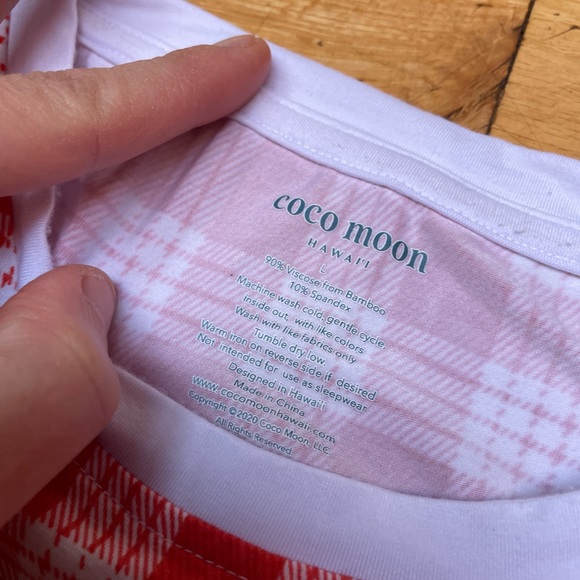 coco moon
HAWAI'I
L
90% Viscose from Bamboo
10% Spandex
Machine wash cold, gentle cycle,
inside out, with like colors
Wash with like fabrics only
Tumble dry low
Warm iron on reverse side if desired
Not intended for use as sleepwear
Designed in Hawai'i
Made in China
www.cocomoonhawaii.com
Copyright ©2020 Coco Moon, LLC.
All Rights Reserved